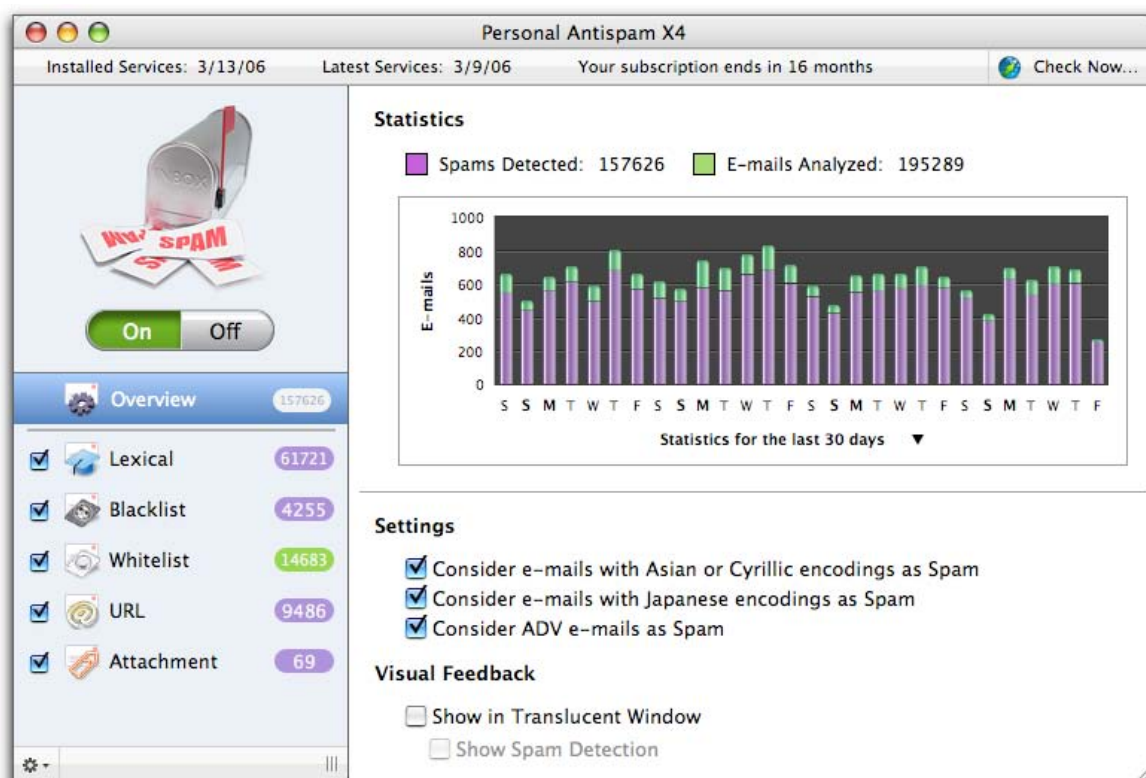 Personal Antispam X4
Installed Services: 3/13/06 Latest Services: 3/9/06 Your subscription ends in 16 months Check Now...
INBOX
SPAM
On Off
Overview 157626
Lexical 61721
Blacklist 4255
Whitelist 14683
URL 9486
Attachment 69
Statistics
Spams Detected: 157626 E-mails Analyzed: 195289
E-mails
1000
800
600
400
200
0
S S M T W T F S S M T W T F S S M T W T F S S M T W T F
Statistics for the last 30 days
Settings
Consider e-mails with Asian or Cyrillic encodings as Spam
Consider e-mails with Japanese encodings as Spam
Consider ADV e-mails as Spam
Visual Feedback
Show in Translucent Window
Show Spam Detection